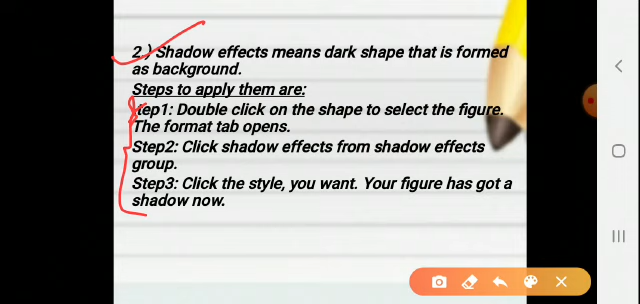 2.) Shadow effects means dark shape that is formed
as background.
Steps to apply them are:
Step1: Double click on the shape to select the figure.
The format tab opens.
Step2: Click shadow effects from shadow effects
group.
Step3: Click the style, you want. Your figure has got a
shadow now.